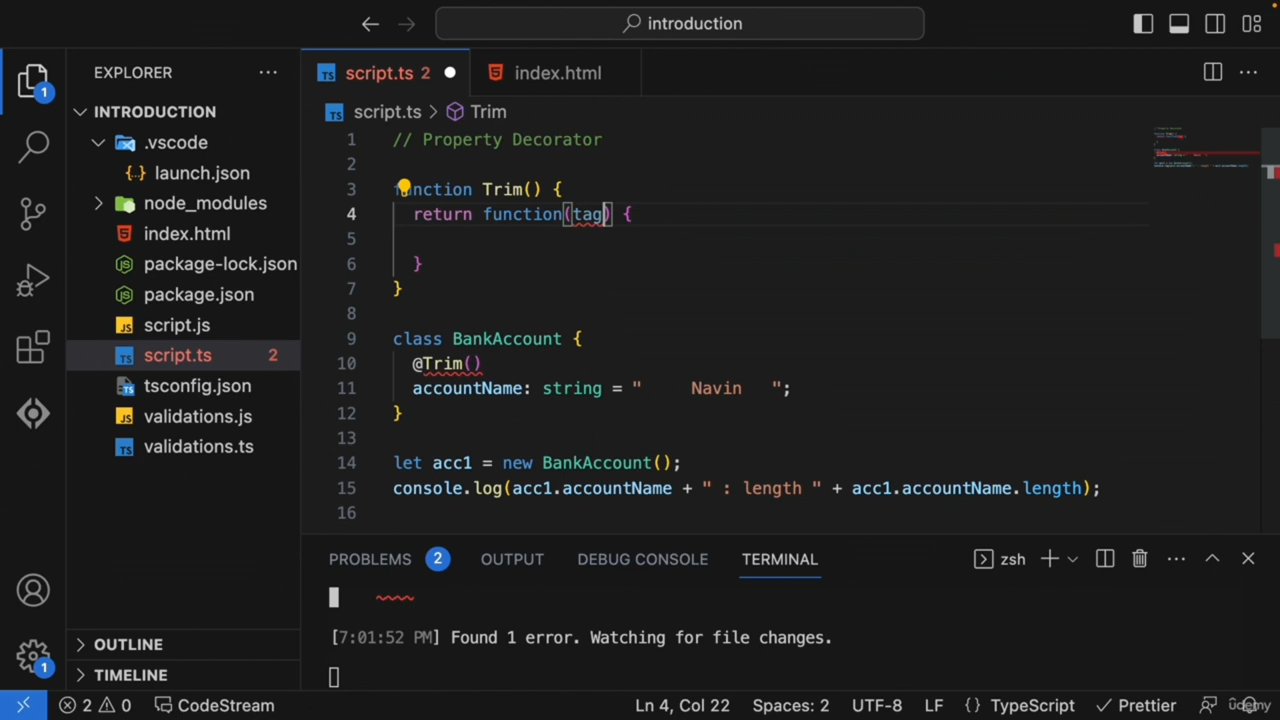 introduction
EXPLORER
script.ts 2
index.html
INTRODUCTION
script.ts > Trim
.vscode
launch.json
node_modules
index.html
package-lock.json
package.json
script.js
script.ts 2
tsconfig.json
validations.js
validations.ts
OUTLINE
TIMELINE
1 // Property Decorator
2
3 function Trim() {
4 return function(tag) {
5
6 }
7 }
8
9 class BankAccount {
10 @Trim()
11 accountName: string = "     Navin   ";
12 }
13
14 let acc1 = new BankAccount();
15 console.log(acc1.accountName + " : length " + acc1.accountName.length);
16
PROBLEMS 2 OUTPUT DEBUG CONSOLE TERMINAL zsh
~~~~
[7:01:52 PM] Found 1 error. Watching for file changes.
1
1
2 0 CodeStream Ln 4, Col 22 Spaces: 2 UTF-8 LF {} TypeScript Prettier
udemy